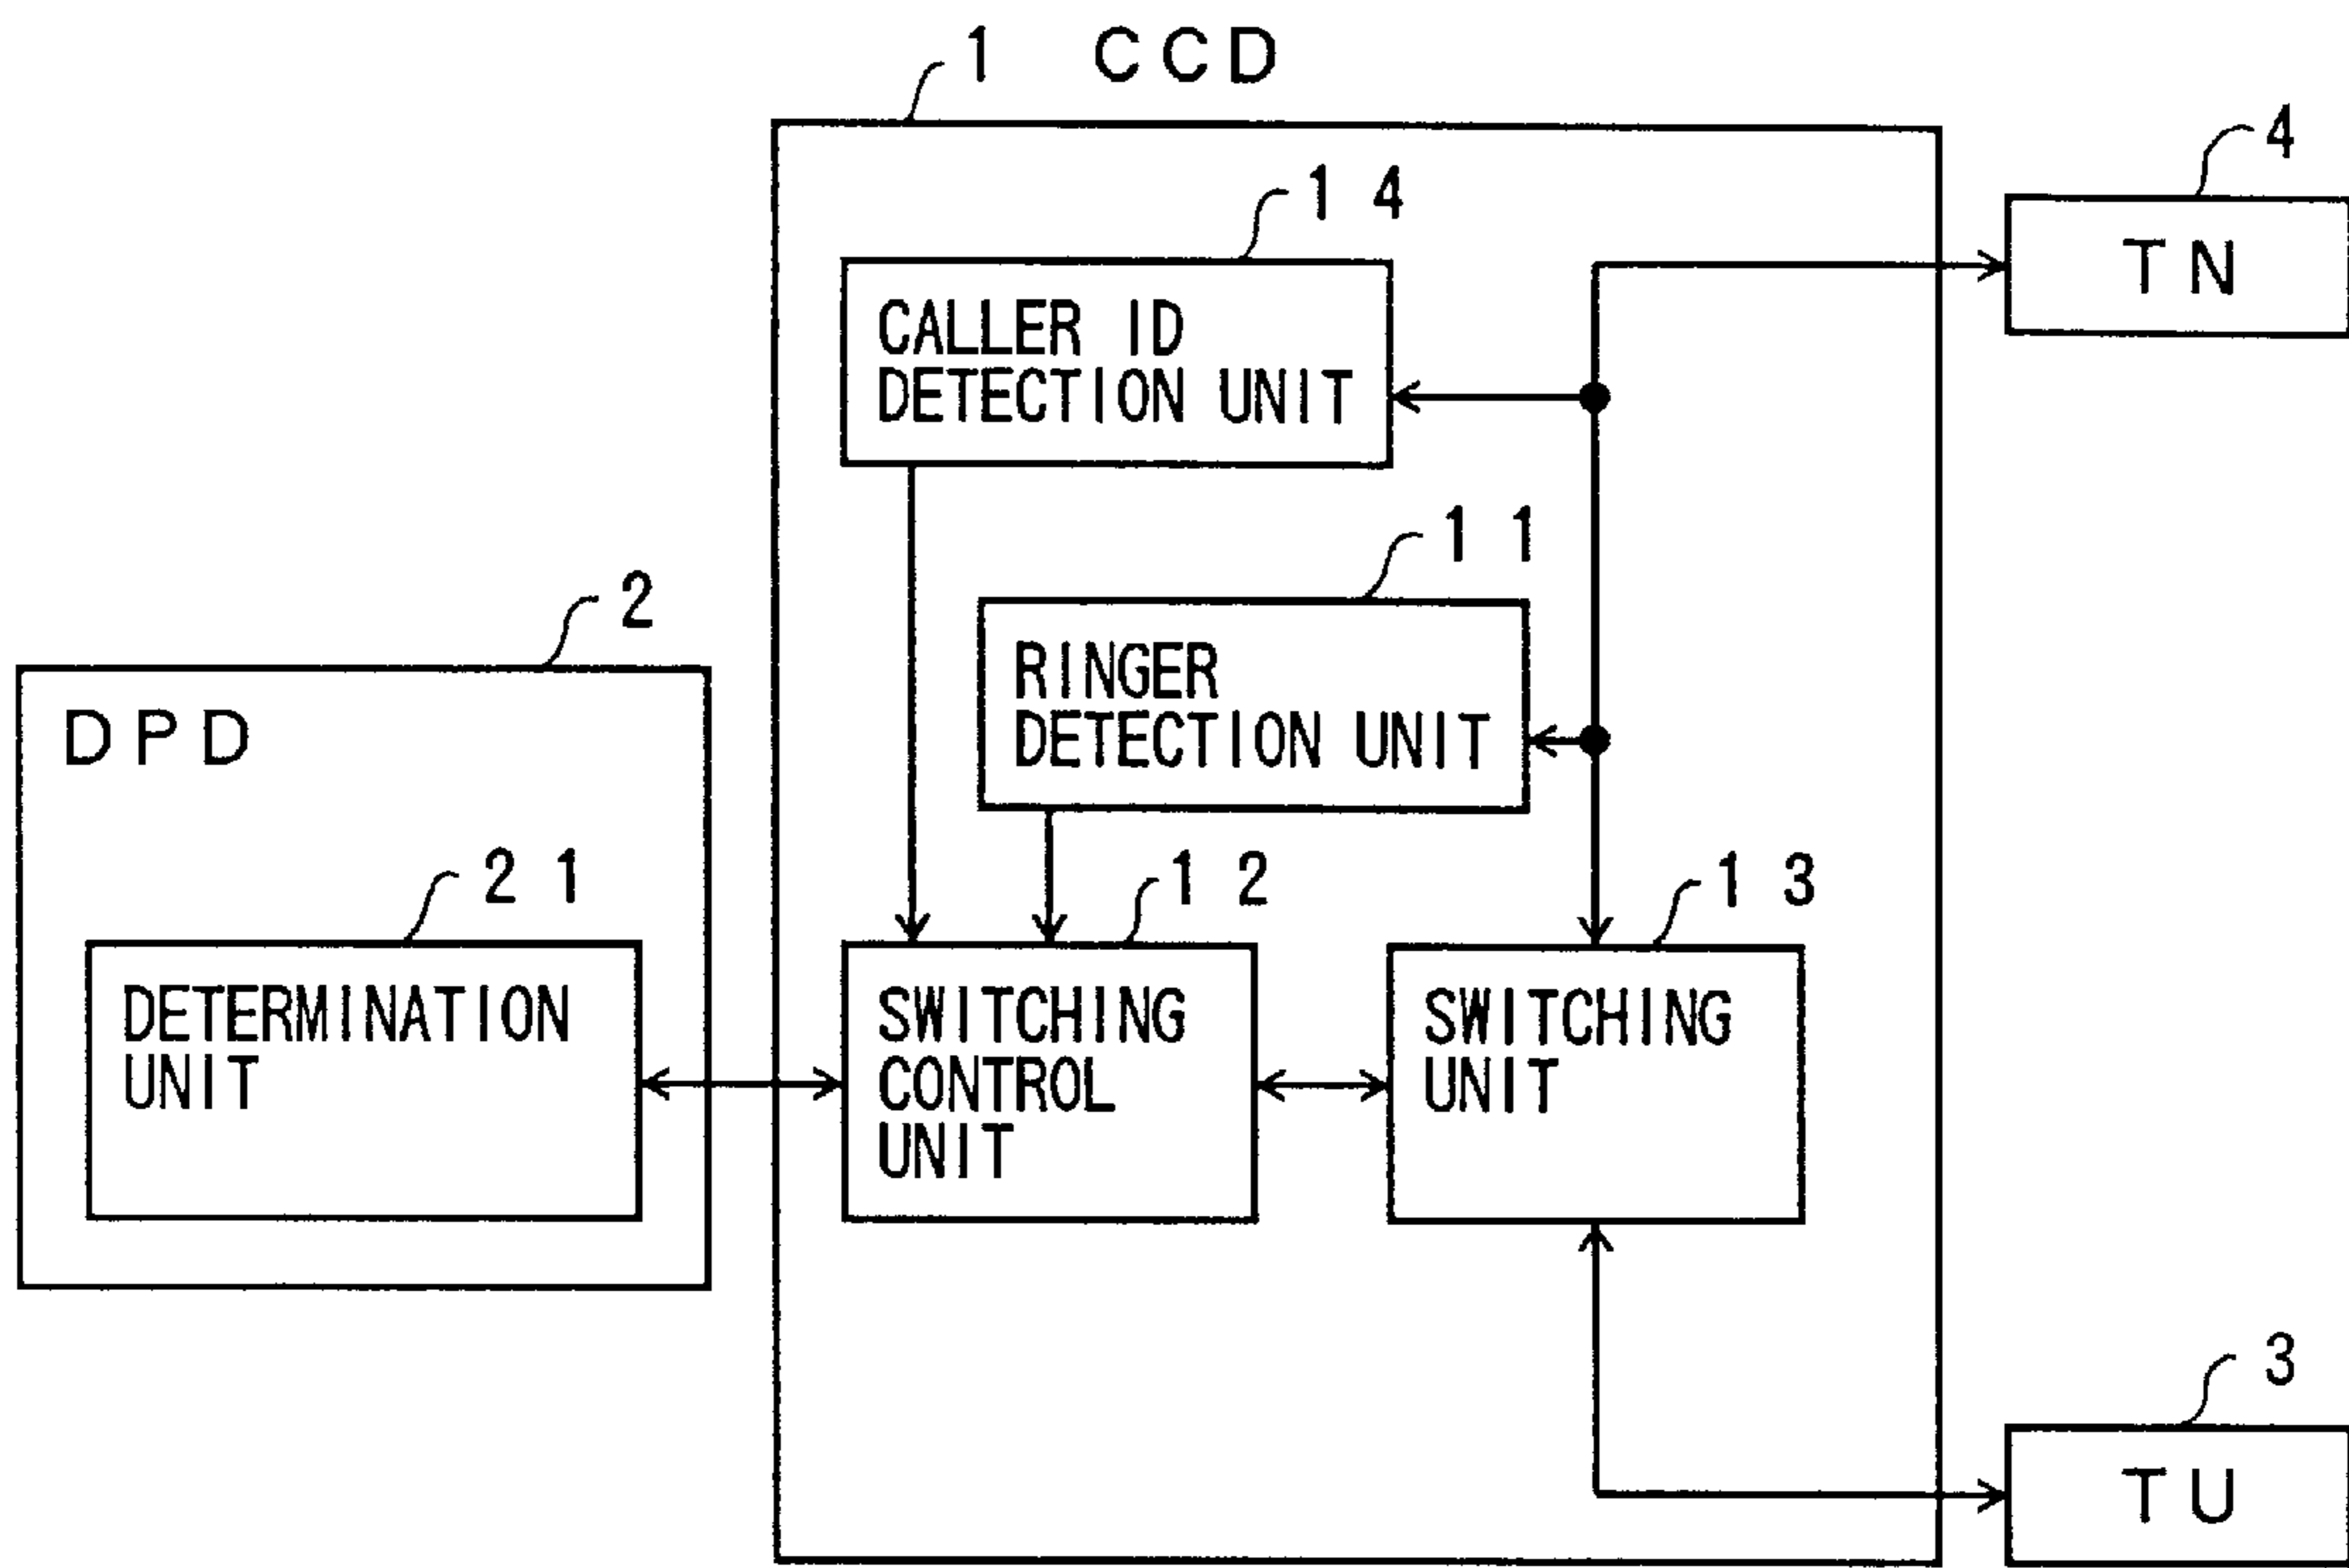 1 CCD
4
TN
14
CALLER ID
DETECTION UNIT
11
RINGER
DETECTION UNIT
2
DPD
21
DETERMINATION
UNIT
12
SWITCHING
CONTROL
UNIT
13
SWITCHING
UNIT
3
TU